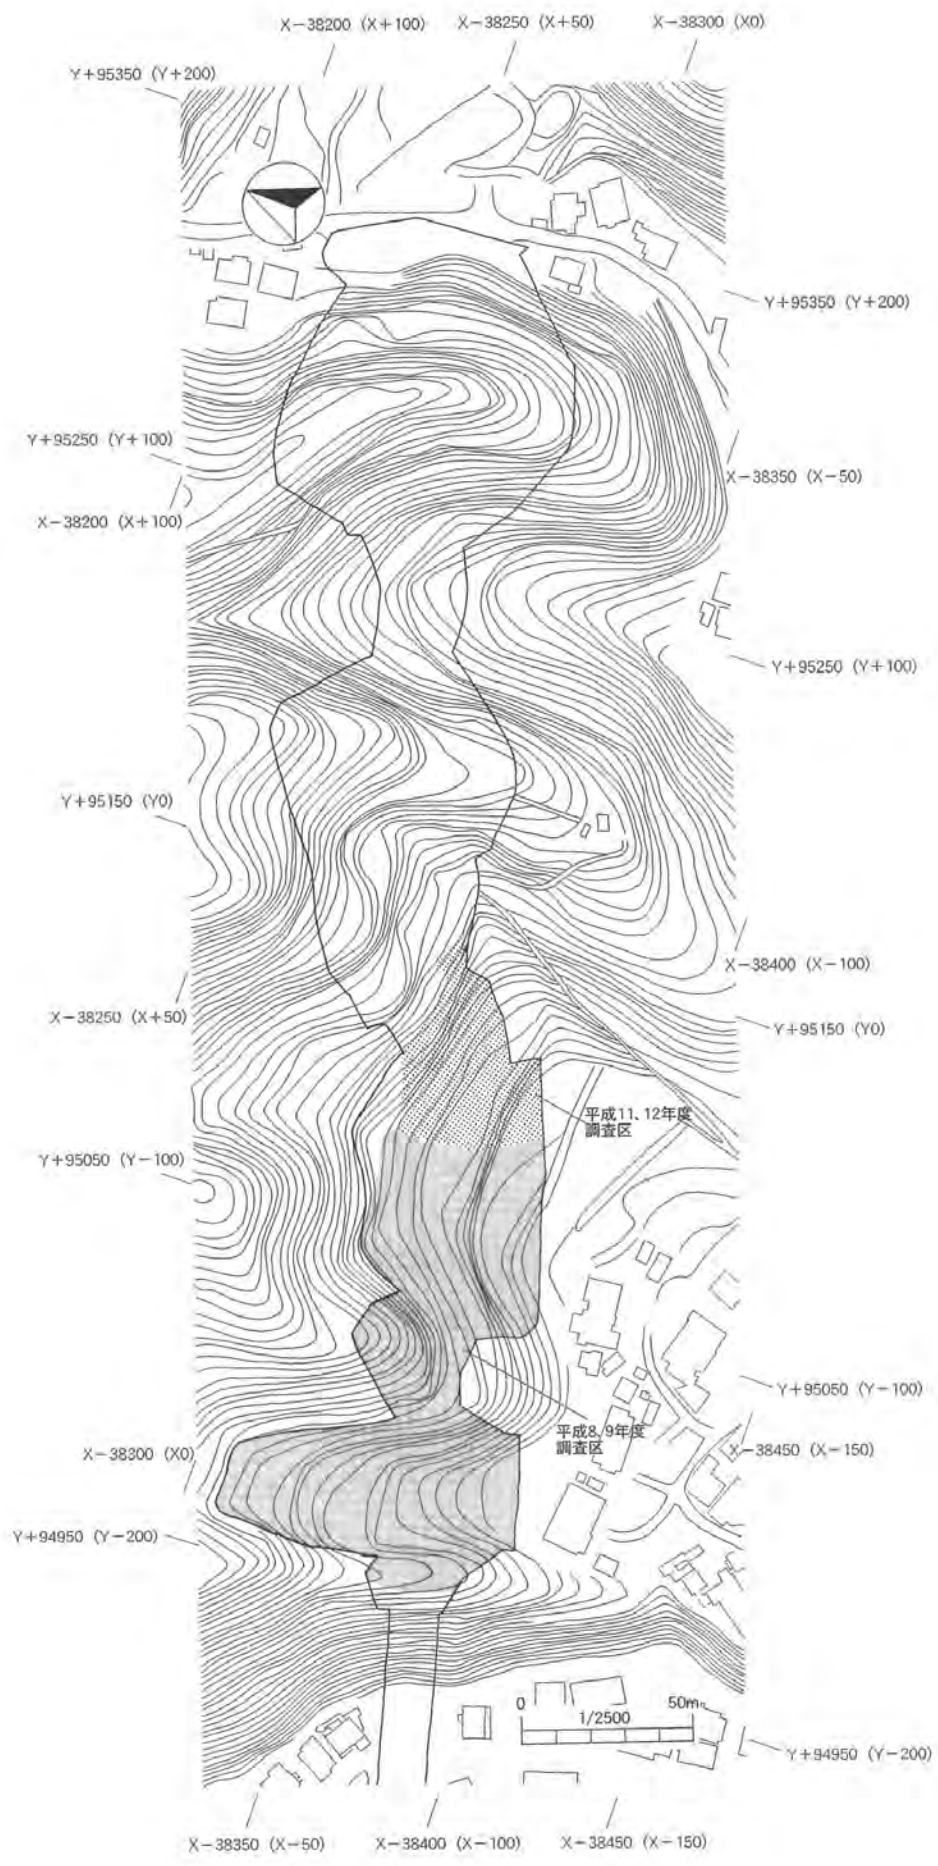 X-38200 (X+100)
X-38250 (X+50)
X-38300 (X0)
Y+95350 (Y+200)
Y+95350 (Y+200)
Y+95250 (Y+100)
X-38350 (X-50)
X-38200 (X+100)
Y+95250 (Y+100)
Y+95150 (Y0)
X-38400 (X-100)
X-38250 (X+50)
Y+95150 (Y0)
平成11、12年度
調査区
Y+95050 (Y-100)
Y+95050 (Y-100)
平成8、9年度
調査区
X-38300 (X0)
X-38450 (X-150)
Y+94950 (Y-200)
0 50m
1/2500
Y+94950 (Y-200)
X-38350 (X-50)
X-38400 (X-100)
X-38450 (X-150)